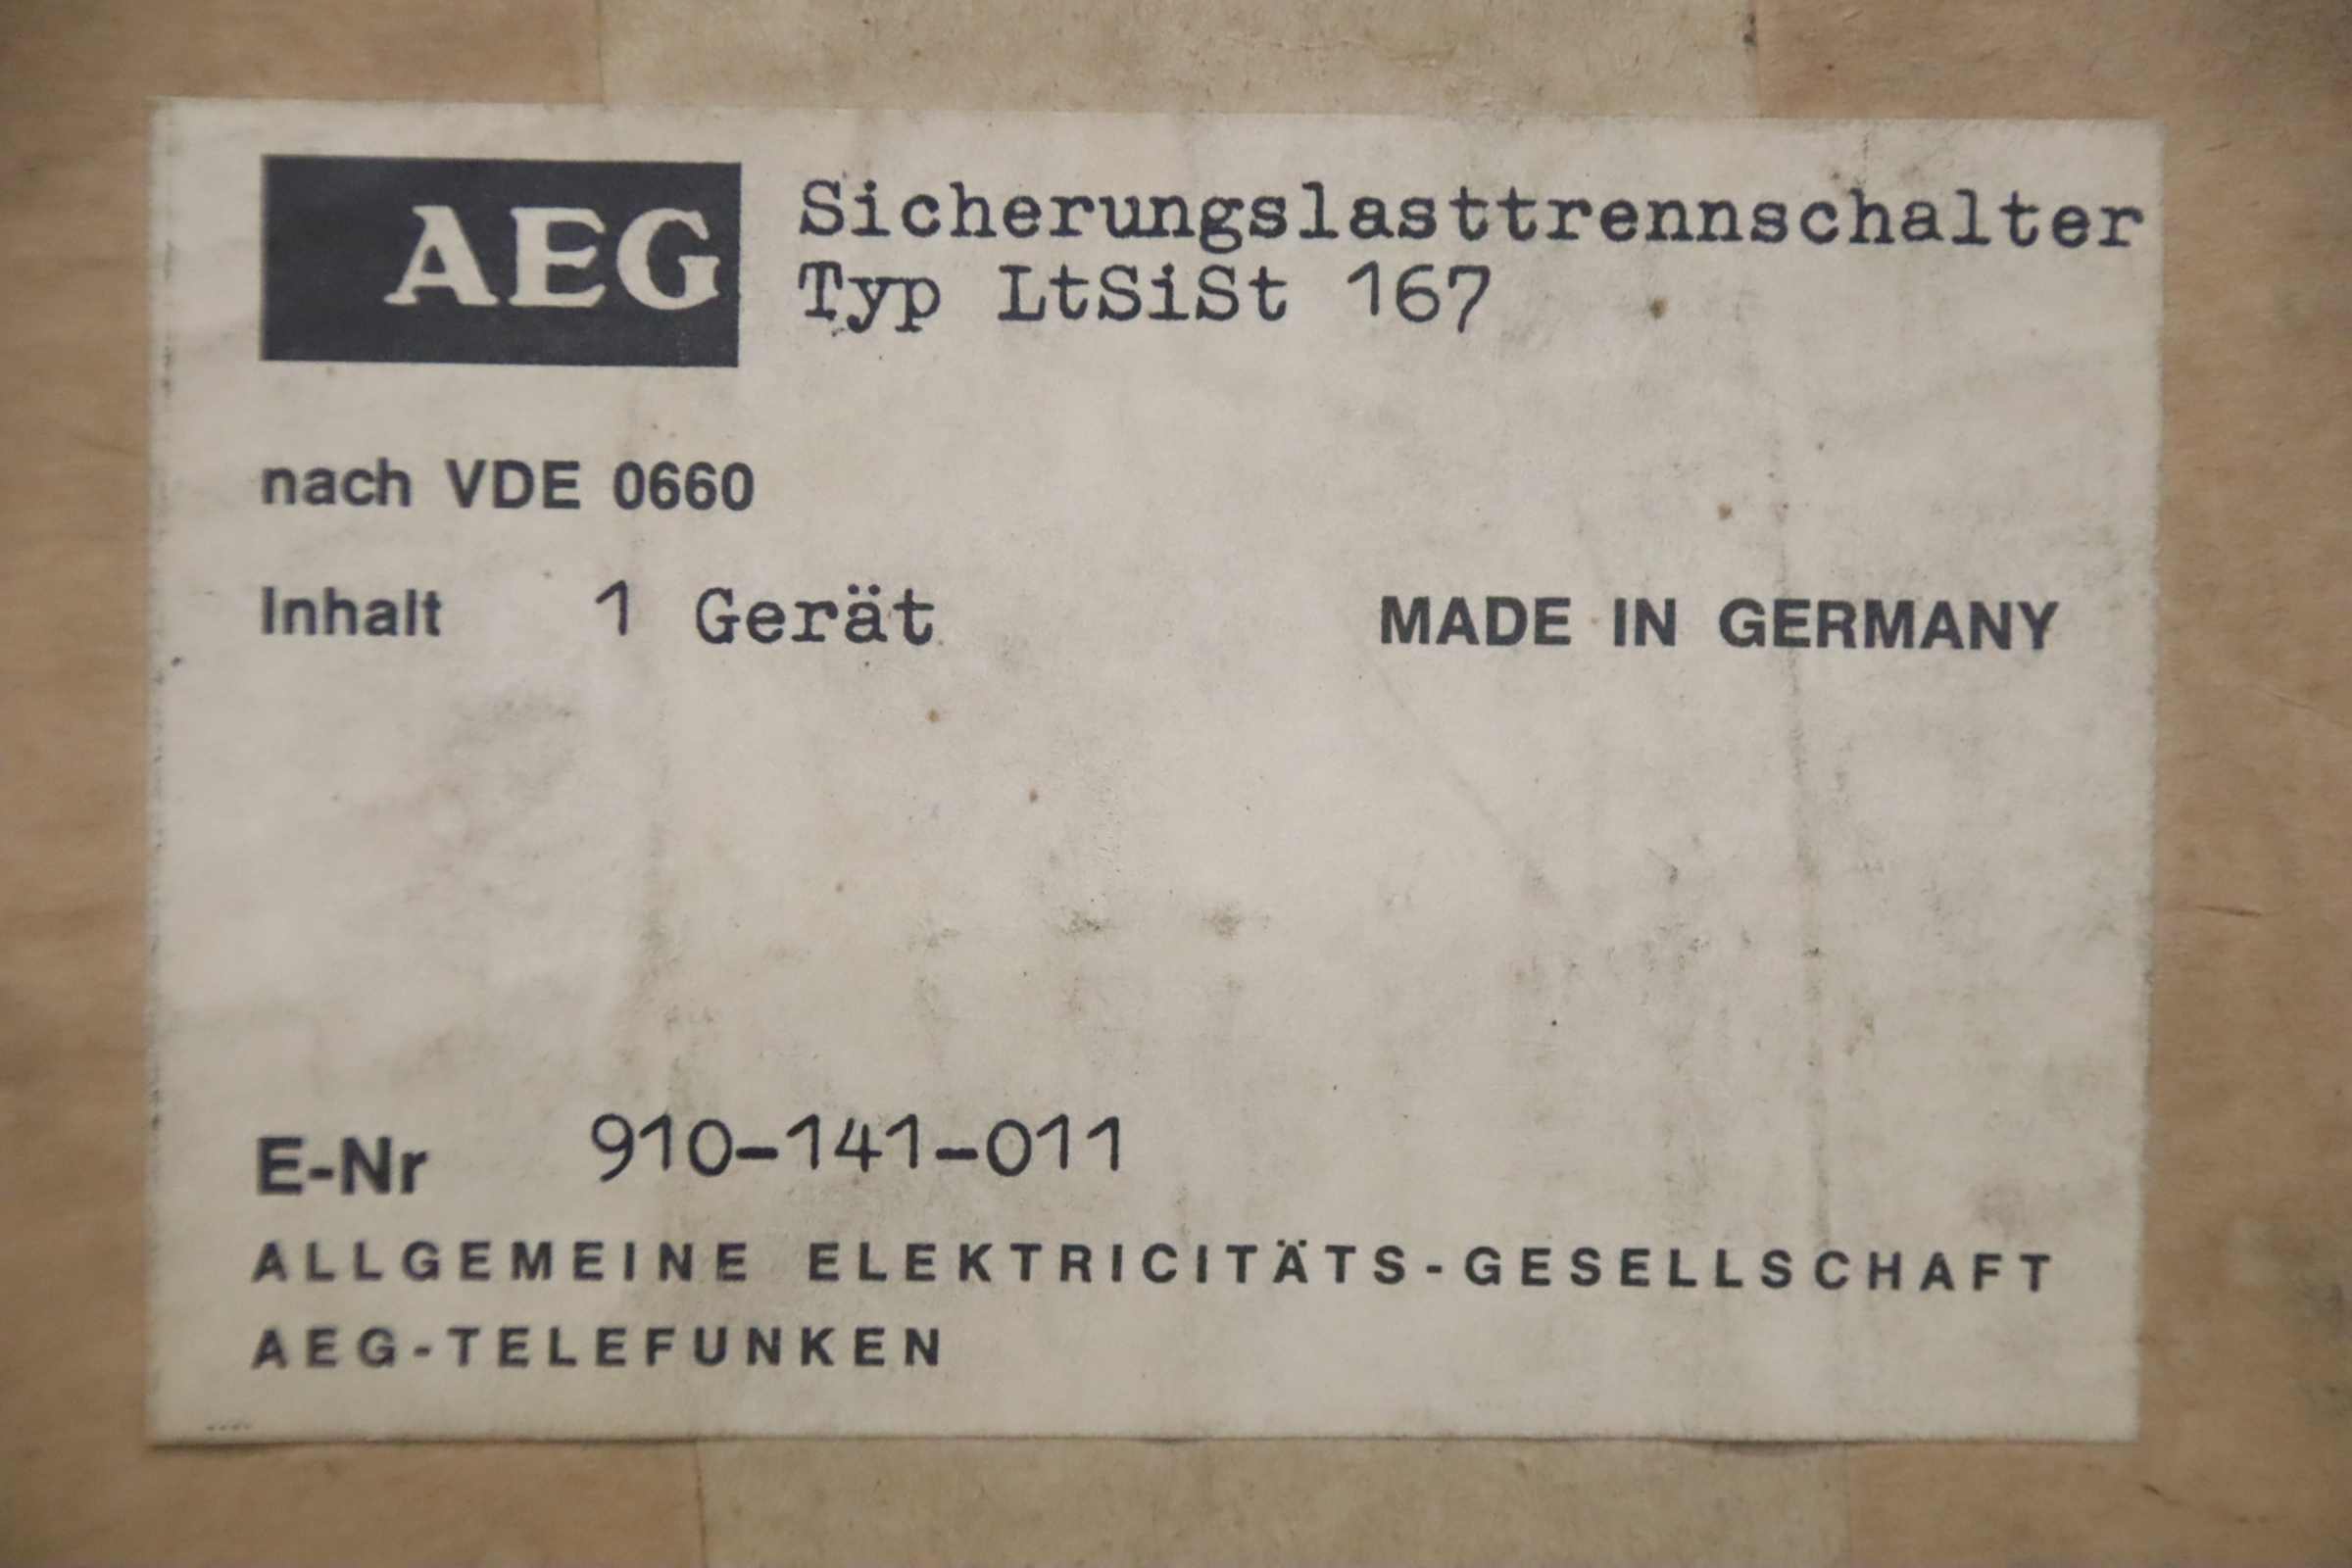 AEG
Sicherungslasttrennschalter
Typ LtSiSt 167
nach VDE 0660
Inhalt 1 Gerät
MADE IN GERMANY
E-Nr 910-141-011
ALLGEMEINE ELEKTRICITÄTS-GESELLSCHAFT
AEG-TELEFUNKEN